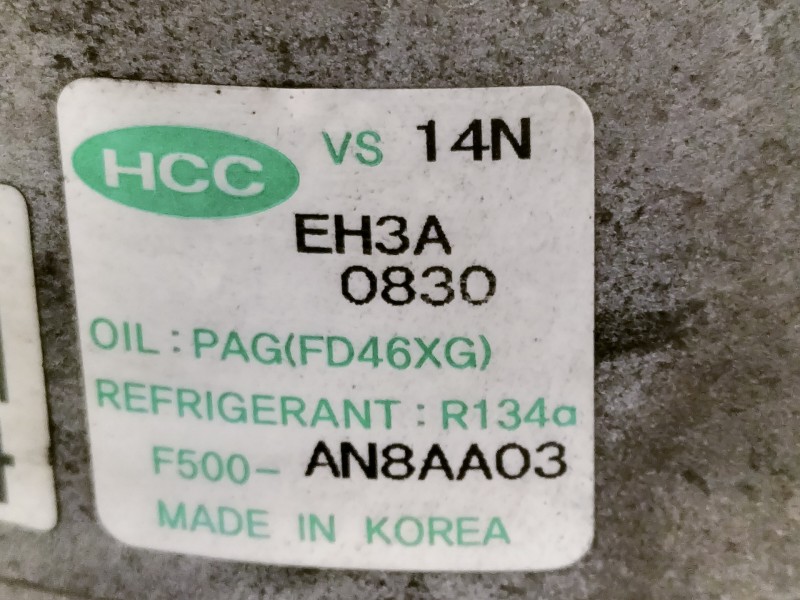 HCC VS 14N
EH3A
0830
OIL : PAG(FD46XG)
REFRIGERANT : R134a
F500- AN8AA03
MADE IN KOREA